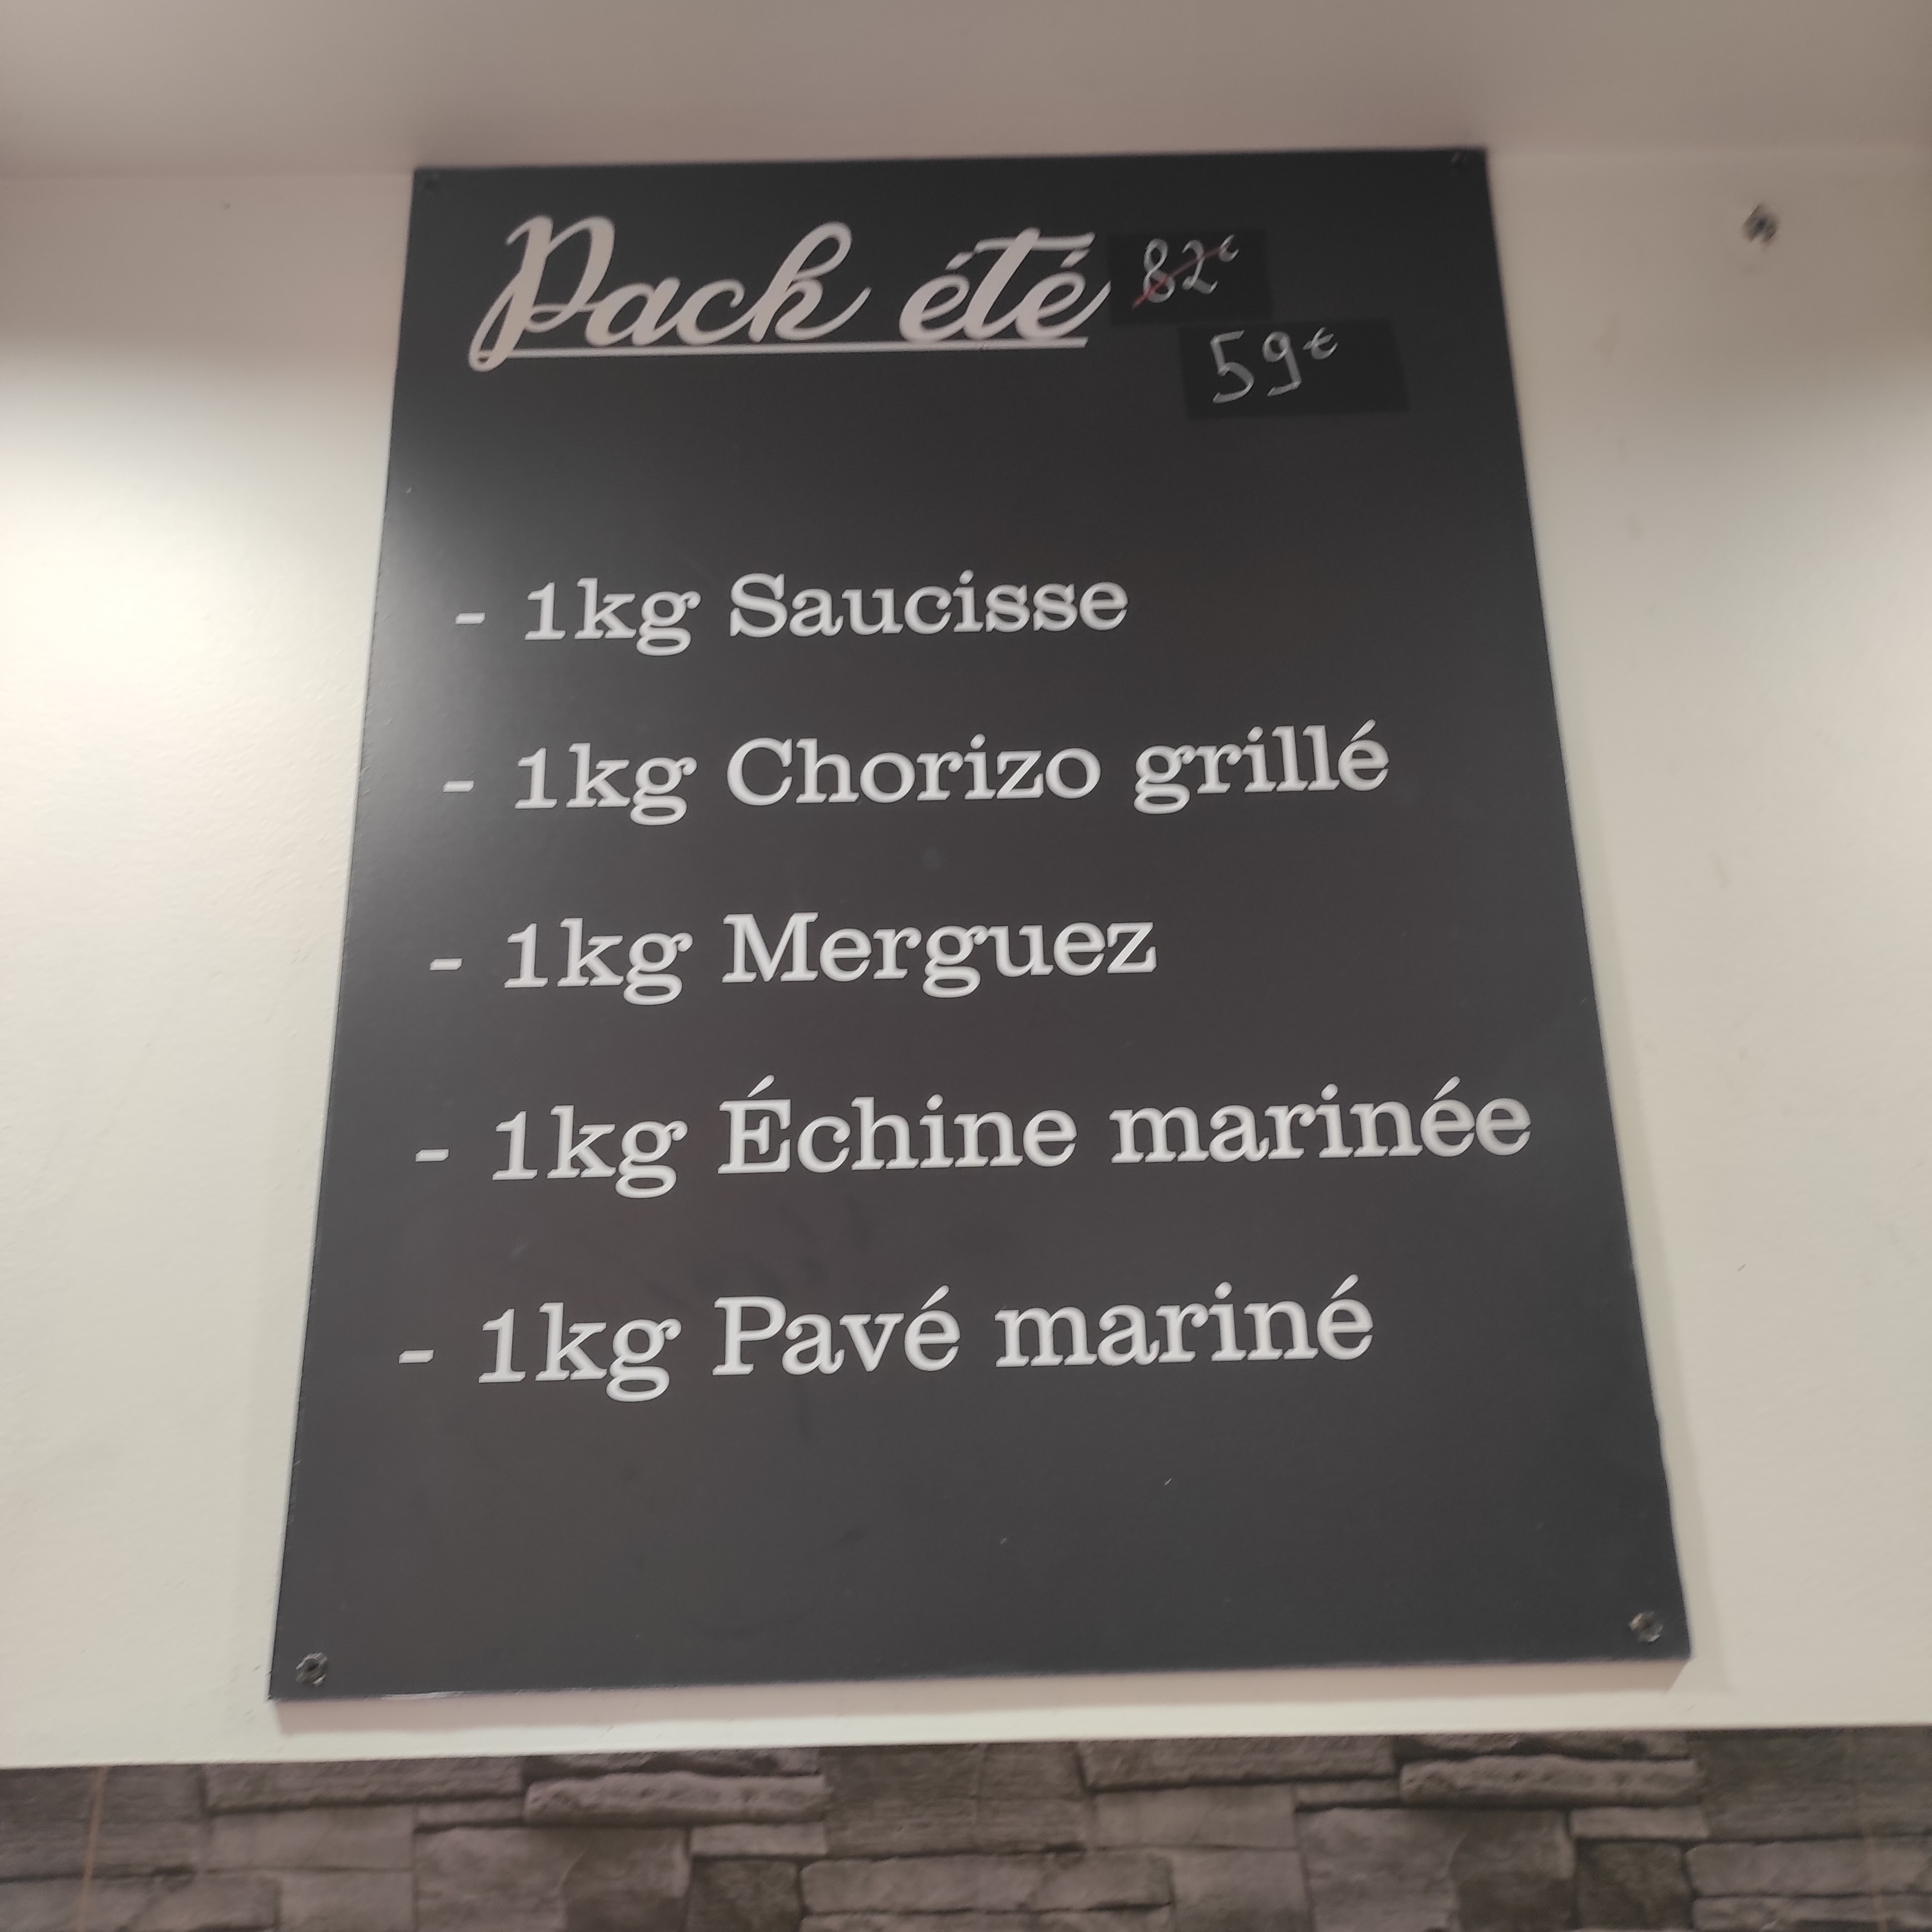 Pack été 82€
59€
- 1kg Saucisse
- 1kg Chorizo grillé
- 1kg Merguez
- 1kg Échine marinée
- 1kg Pavé mariné